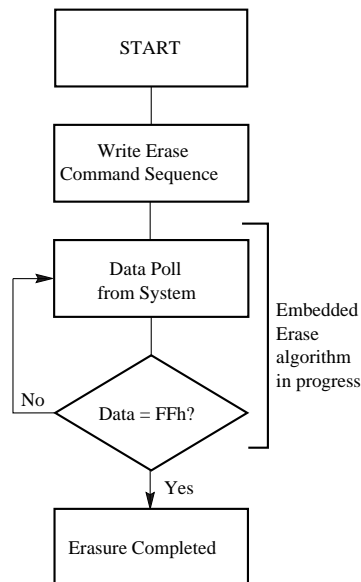 START
Write Erase
Command Sequence
Data Poll
from System
Embedded
Erase
algorithm
in progress
Data = FFh?
No
Yes
Erasure Completed